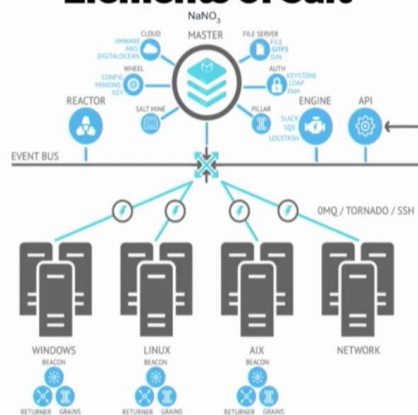 Elements of Salt
NaNO3
MASTER
CLOUD
VMWARE
AWS
DIGITALOCEAN
FILE SERVER
FILE
GITFS
SVN
WHEEL
CONFIG
MINIONS
KEY
AUTH
KEYSTONE
LDAP
PAM
SALT MINE
PILLAR
REACTOR
ENGINE
SLACK
SQS
LOGSTASH
API
EVENT BUS
0MQ / TORNADO / SSH
WINDOWS
LINUX
AIX
NETWORK
BEACON
BEACON
BEACON
RETURNER GRAINS
RETURNER GRAINS
RETURNER GRAINS